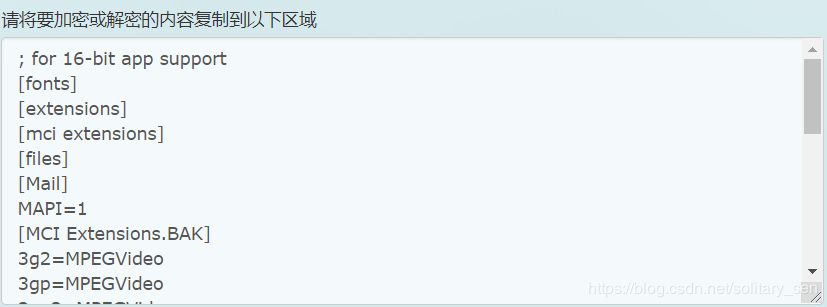 请将要加密或解密的内容复制到以下区域
; for 16-bit app support
[fonts]
[extensions]
[mci extensions]
[files]
[Mail]
MAPI=1
[MCI Extensions.BAK]
3g2=MPEGVideo
3gp=MPEGVideo
https://blog.csdn.net/solitary_sen